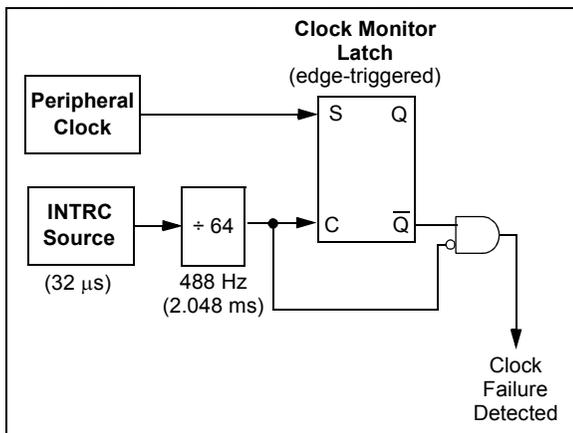 Clock Monitor
Latch
(edge-triggered)
Peripheral
Clock
S
Q
INTRC
Source
(32 μs)
÷ 64
488 Hz
(2.048 ms)
C
Q̅
Clock
Failure
Detected